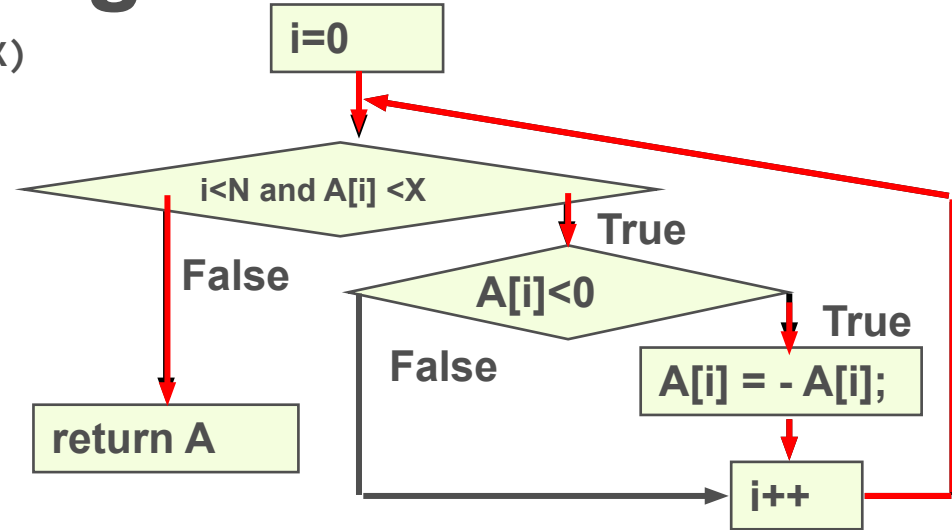 g
X)
i=0
i<N and A[i] <X
True
False
A[i]<0
True
False
A[i] = - A[i];
return A
i++